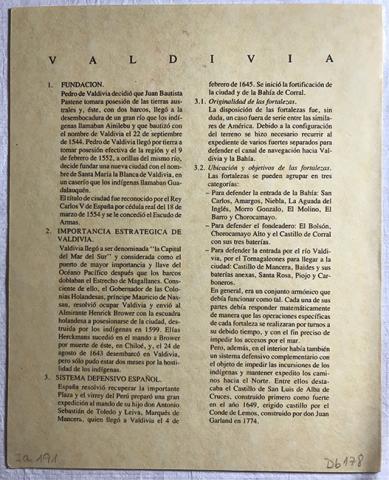 VALDIVIA
1. FUNDACION.
Pedro de Valdivia decidió que Juan Bautista
Pastene tomara posesión de las tierras aus-
trales y, éste, con dos barcos, llegó a la
desembocadura de un gran río que los indí-
genas llamaban Ainilebu y que bautizó con
el nombre de Valdivia el 22 de septiembre
de 1544. Pedro de Valdivia llegó por tierra a
tomar posesión efectiva de la región y el 9
de febrero de 1552, a orillas del mismo río,
decide fundar una nueva ciudad con el nom-
bre de Santa María la Blanca de Valdivia, en
un caserío que los indígenas llamaban Gua-
dalauquén.
El título de ciudad fue reconocido por el Rey
Carlos V de España por cédula real del 18 de
marzo de 1554 y se le concedió el Escudo de
Armas.
2. IMPORTANCIA ESTRATEGICA DE
VALDIVIA.
Valdivia llegó a ser denominada "la Capital
del Mar del Sur" y considerada como el
puerto de mayor importancia y llave del
Océano Pacífico después que los barcos
doblaban el Estrecho de Magallanes. Cons-
ciente de ello, el Gobernador de las Colo-
nias Holandesas, príncipe Mauricio de Nas-
sau, resolvió ocupar Valdivia y envió al
Almirante Henrick Brower con la escuadra
holandesa a posesionarse de la ciudad, des-
truida por los indígenas en 1599. Elías
Herckmans sucedió en el mando a Brower
por muerte de éste, en Chiloé, y, el 24 de
agosto de 1643 desembarcó en Valdivia,
pero sólo pudo estar dos meses por la hosti-
lidad de los indígenas.
3. SISTEMA DEFENSIVO ESPAÑOL.
España resolvió recuperar la importante
Plaza y el virrey del Perú preparó una gran
expedición al mando de su hijo don Antonio
Sebastián de Toledo y Leiva, Marqués de
Mancera, quien llegó a Valdivia el 4 de
febrero de 1645. Se inició la fortificación de
la ciudad y de la Bahía de Corral.
3.1. Originalidad de las fortalezas.
La disposición de las fortalezas fue, sin
duda, un caso fuera de serie entre las simila-
res de América. Debido a la configuración
del terreno se hizo necesario recurrir al
expediente de varios fuertes separados para
defender el canal de navegación hacia Val-
divia y la Bahía.
3.2. Ubicación y objetivos de las fortalezas.
Las fortalezas se pueden agrupar en tres
categorías:
– Para defender la entrada de la Bahía: San
Carlos, Amargos, Niebla, La Aguada del
Inglés, Morro Gonzalo, El Molino, El
Barro y Chorocamayo.
– Para defender el fondeadero: El Bolsón,
Chorocamayo Alto y el Castillo de Corral
con sus tres baterías.
– Para defender la entrada por el río Valdi-
via, por el Tornagaleones para llegar a la
ciudad: Castillo de Mancera, Baides y sus
baterías anexas, Santa Rosa, Piojo y Car-
boneros.
En general, era un conjunto armónico que
debía funcionar como tal. Cada una de sus
partes debía responder matemáticamente
de manera que las operaciones específicas
de cada fortaleza se realizaran por turnos a
su debido tiempo, y con el fin preciso de
impedir los accesos por el mar.
Pero, además, en el interior había también
un sistema defensivo complementario con
el objeto de impedir las incursiones de los
indígenas y mantener expedito los cami-
nos hacia el Norte. Entre ellos desta-
caba el Castillo de San Luis de Alba de
Cruces, construido primero como fuerte
en el año 1649, erigido castillo por el
Conde de Lemos, construido por don Juan
Garland en 1774.
Ja 191
Db178